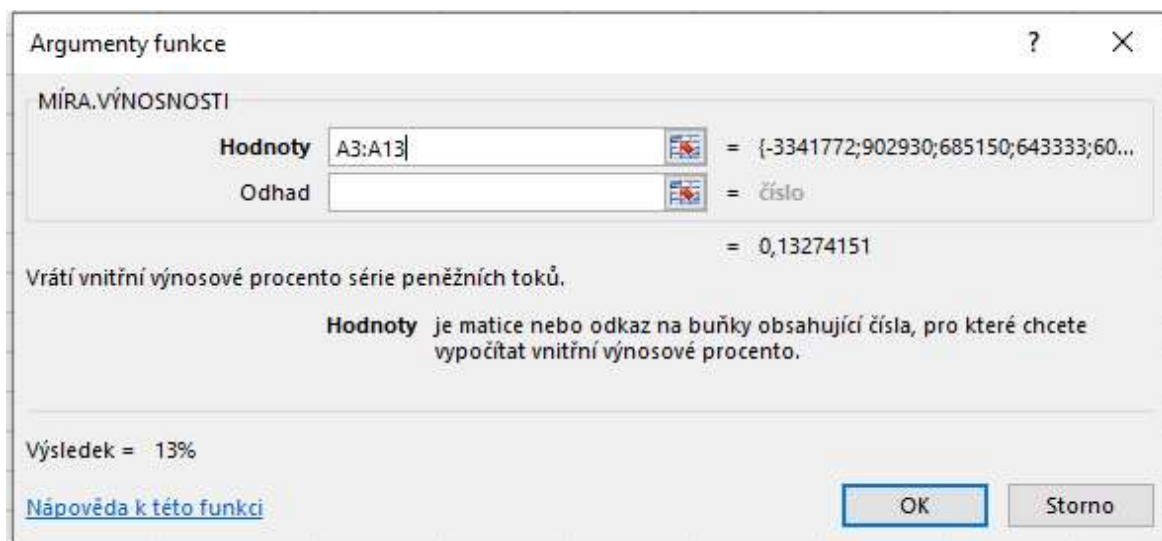 Argumenty funkce ? ×
MÍRA.VÝNOSNOSTI
Hodnoty A3:A13 = {-3341772;902930;685150;643333;60...
Odhad = číslo
= 0,13274151
Vrátí vnitřní výnosové procento série peněžních toků.
Hodnoty je matice nebo odkaz na buňky obsahující čísla, pro které chcete
vypočítat vnitřní výnosové procento.
Výsledek = 13%
Nápověda k této funkci OK Storno